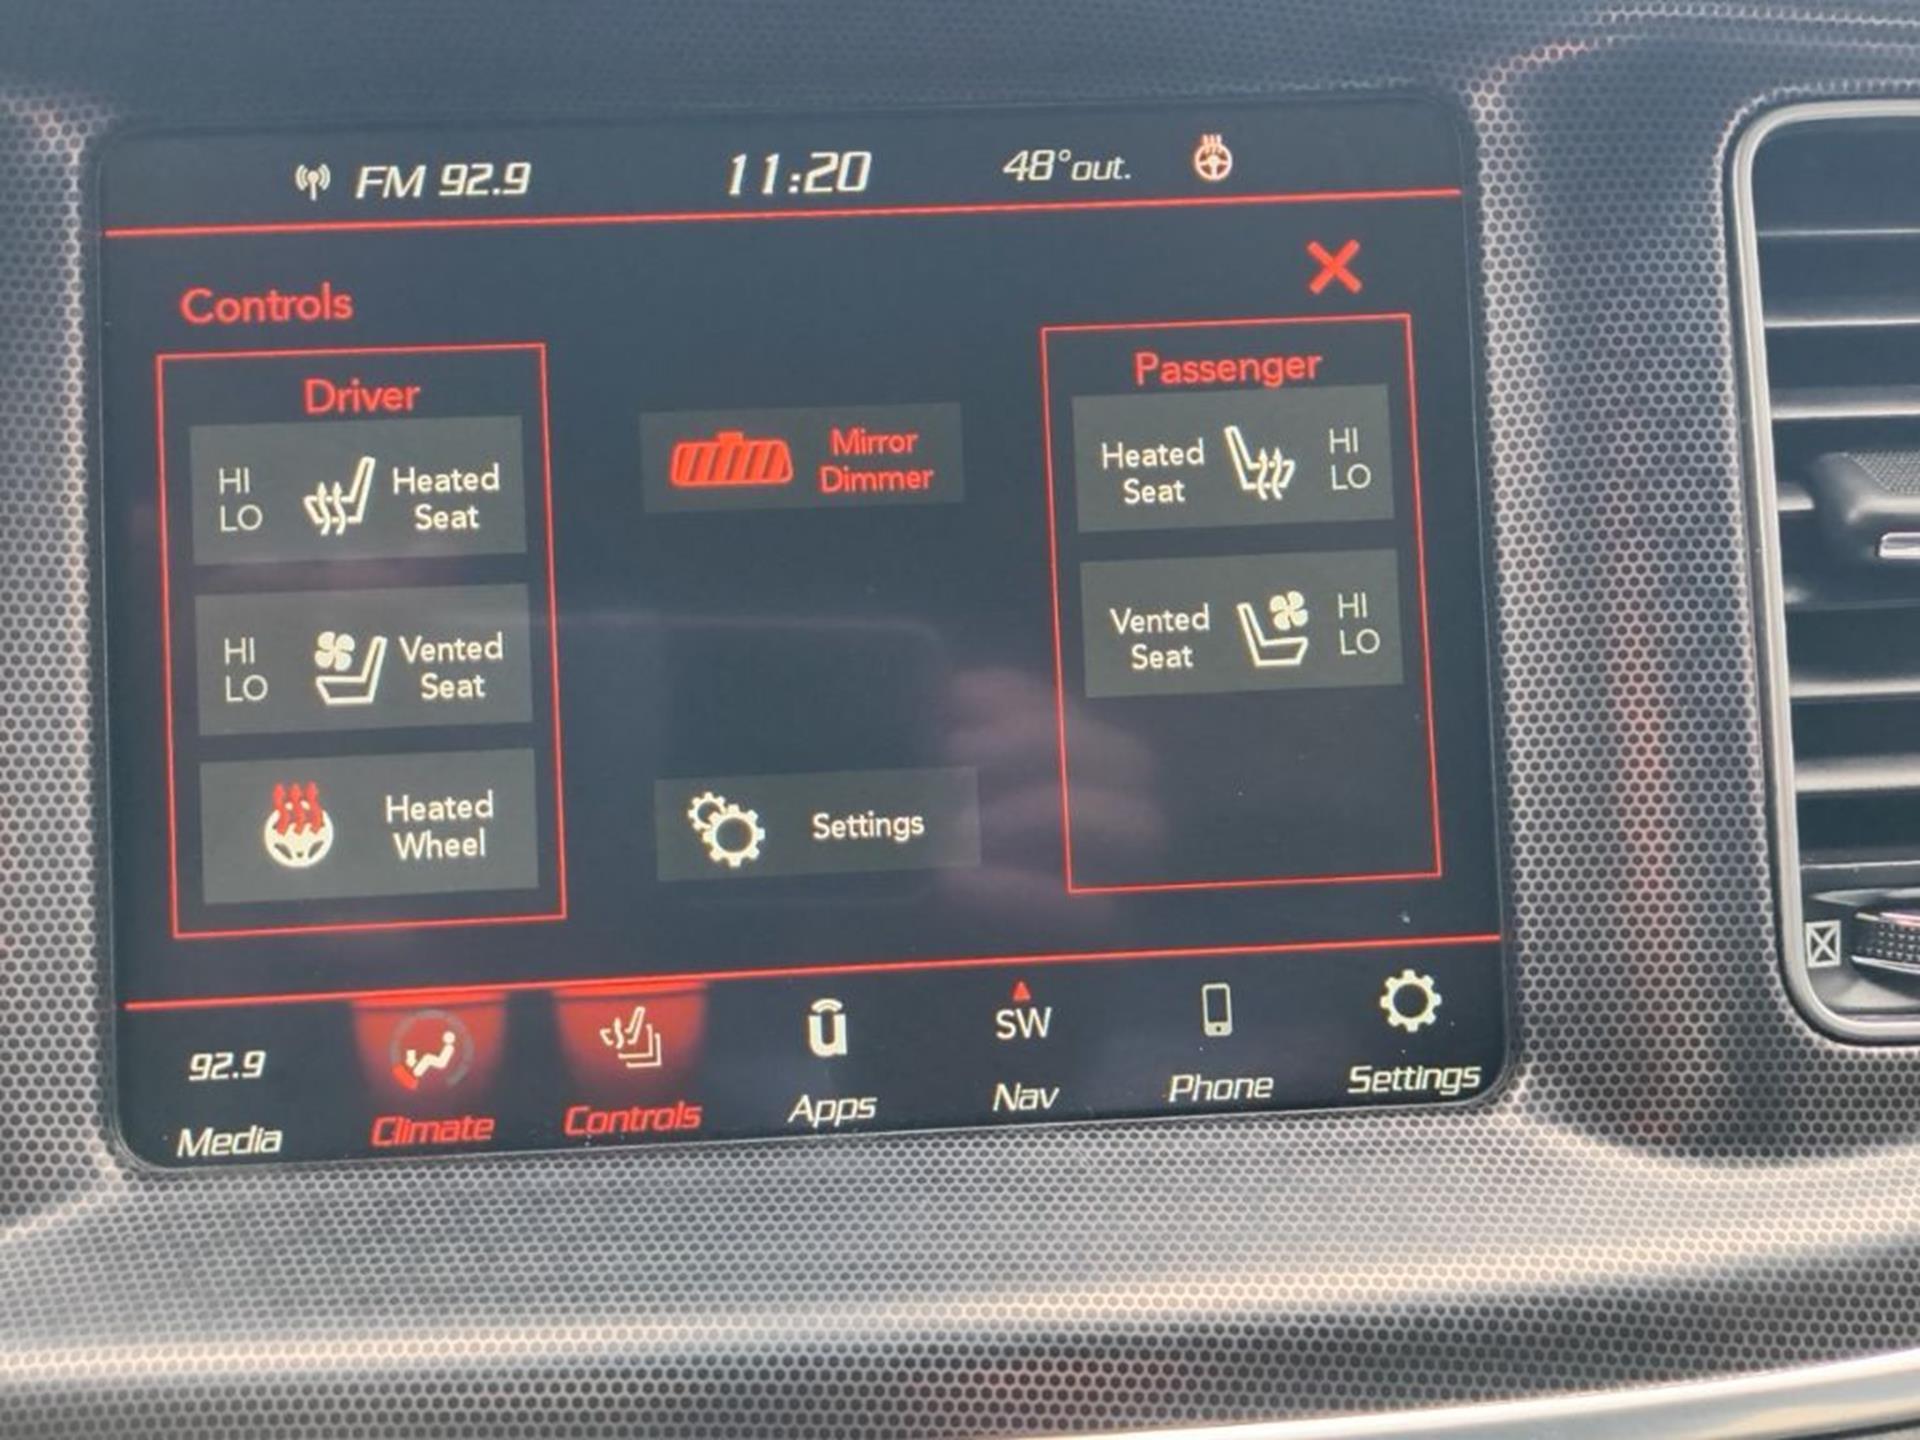 FM 92.9 11:20 48° out.
Controls
Driver
HI
LO
Heated
Seat
HI
LO
Vented
Seat
Heated
Wheel
Mirror
Dimmer
Settings
Passenger
Heated
Seat
HI
LO
Vented
Seat
HI
LO
92.9
Media
Climate
Controls
u
Apps
SW
Nav
Phone
Settings